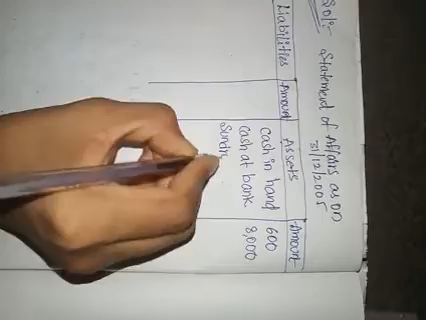 Sol:- Statement of Affairs as on
31/12/2005
Liabilities Amount Assets Amount
Cash in hand 600
Cash at bank 8,000
Sundr